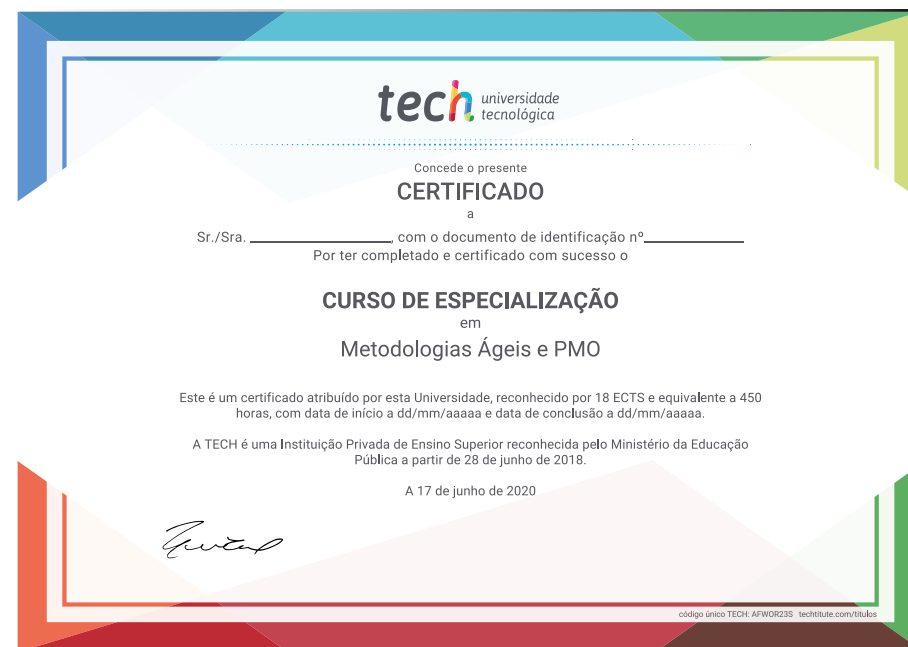 tech universidade
tecnológica
Concede o presente
CERTIFICADO
a
Sr./Sra. ________________, com o documento de identificação nº____________
Por ter completado e certificado com sucesso o
CURSO DE ESPECIALIZAÇÃO
em
Metodologias Ágeis e PMO
Este é um certificado atribuído por esta Universidade, reconhecido por 18 ECTS e equivalente a 450
horas, com data de início a dd/mm/aaaaa e data de conclusão a dd/mm/aaaaa.
A TECH é uma Instituição Privada de Ensino Superior reconhecida pelo Ministério da Educação
Pública a partir de 28 de junho de 2018.
A 17 de junho de 2020
código único TECH: AFWOR23S techtitute.com/titulos